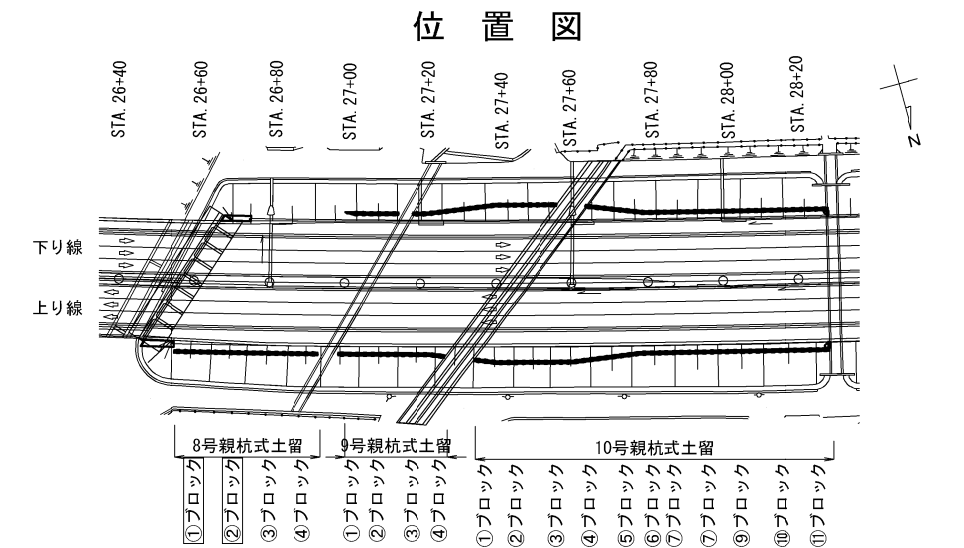 位置図
STA. 26+40
STA. 26+60
STA. 26+80
STA. 27+00
STA. 27+20
STA. 27+40
STA. 27+60
STA. 27+80
STA. 28+00
STA. 28+20
N
下り線
上り線
8号親杭式土留
9号親杭式土留
10号親杭式土留
①ブロック
②ブロック
③ブロック
④ブロック
①ブロック
②ブロック
③ブロック
④ブロック
①ブロック
②ブロック
③ブロック
④ブロック
⑤ブロック
⑥ブロック
⑦ブロック
⑦ブロック
⑨ブロック
⑩ブロック
⑪ブロック